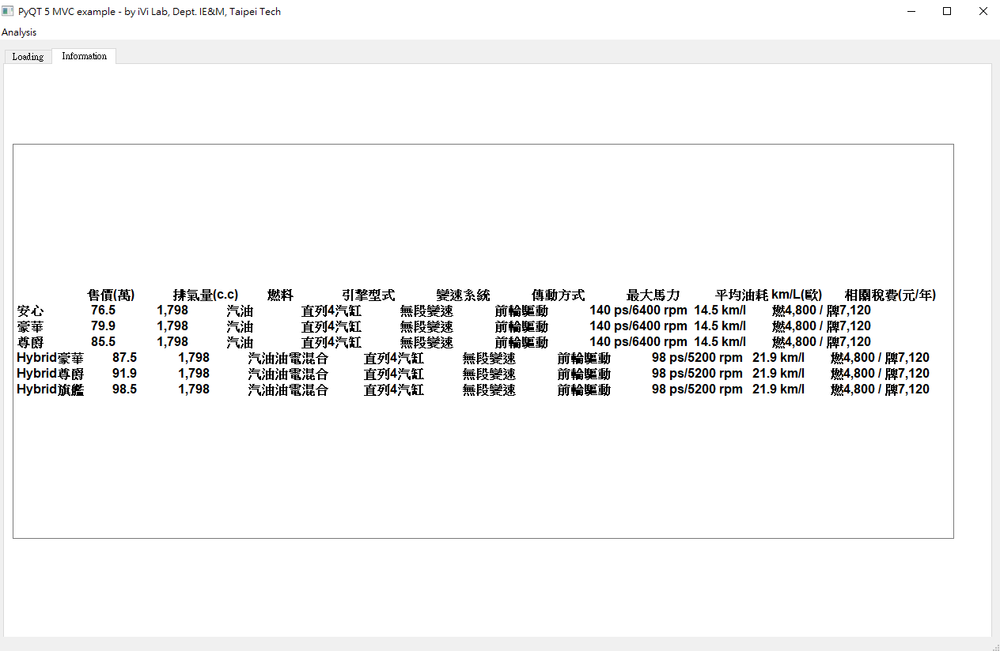 PyQT 5 MVC example - by iVi Lab, Dept. IE&M, Taipei Tech
Analysis
Loading Information
售價(萬) 排氣量(c.c) 燃料 引擎型式 變速系統 傳動方式 最大馬力 平均油耗 km/L(歐) 相關稅費(元/年)
安心 76.5 1,798 汽油 直列4汽缸 無段變速 前輪驅動 140 ps/6400 rpm 14.5 km/l 燃4,800 / 牌7,120
豪華 79.9 1,798 汽油 直列4汽缸 無段變速 前輪驅動 140 ps/6400 rpm 14.5 km/l 燃4,800 / 牌7,120
尊爵 85.5 1,798 汽油 直列4汽缸 無段變速 前輪驅動 140 ps/6400 rpm 14.5 km/l 燃4,800 / 牌7,120
Hybrid豪華 87.5 1,798 汽油油電混合 直列4汽缸 無段變速 前輪驅動 98 ps/5200 rpm 21.9 km/l 燃4,800 / 牌7,120
Hybrid尊爵 91.9 1,798 汽油油電混合 直列4汽缸 無段變速 前輪驅動 98 ps/5200 rpm 21.9 km/l 燃4,800 / 牌7,120
Hybrid旗艦 98.5 1,798 汽油油電混合 直列4汽缸 無段變速 前輪驅動 98 ps/5200 rpm 21.9 km/l 燃4,800 / 牌7,120